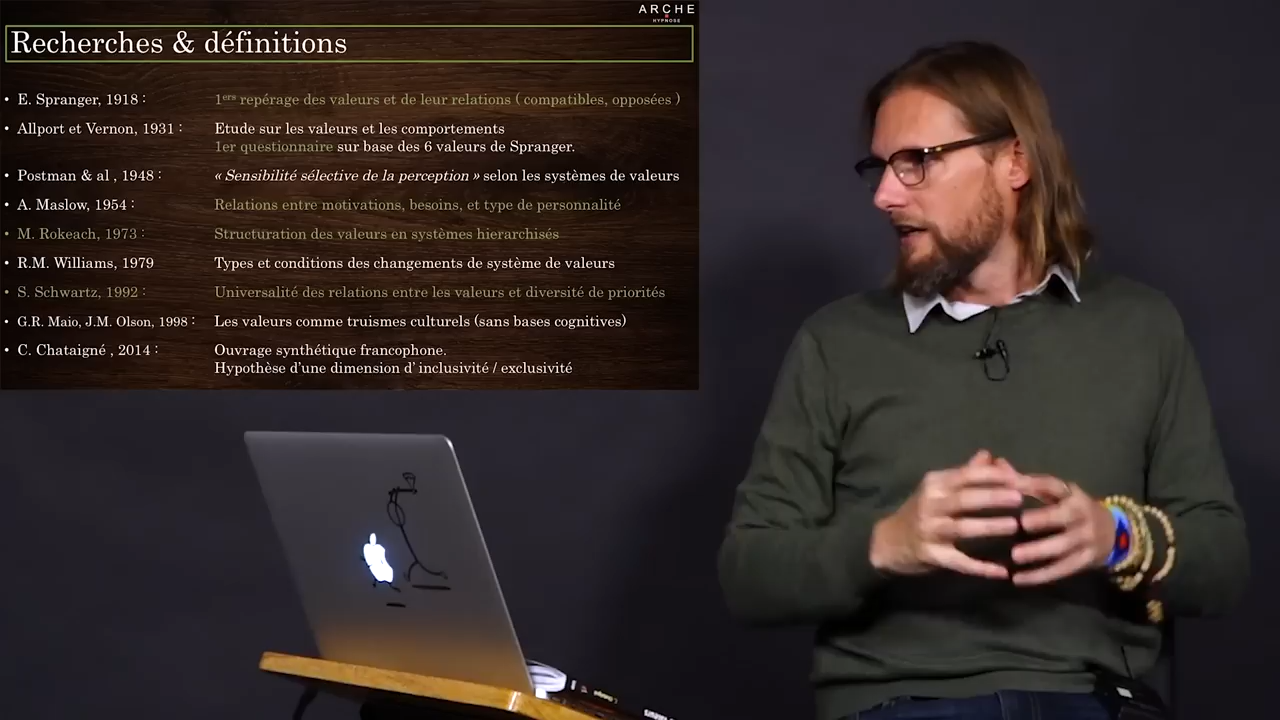 ARCHE
HYPNOSE
Recherches & définitions
• E. Spranger, 1918 : 1ers repérage des valeurs et de leur relations ( compatibles, opposées )
• Allport et Vernon, 1931 : Etude sur les valeurs et les comportements
1er questionnaire sur base des 6 valeurs de Spranger.
• Postman & al , 1948 : « Sensibilité sélective de la perception » selon les systèmes de valeurs
• A. Maslow, 1954 : Relations entre motivations, besoins, et type de personnalité
• M. Rokeach, 1973 : Structuration des valeurs en systèmes hierarchisés
• R.M. Williams, 1979 Types et conditions des changements de système de valeurs
• S. Schwartz, 1992 : Universalité des relations entre les valeurs et diversité de priorités
• G.R. Maio, J.M. Olson, 1998 : Les valeurs comme truismes culturels (sans bases cognitives)
• C. Chataigné , 2014 : Ouvrage synthétique francophone.
Hypothèse d'une dimension d' inclusivité / exclusivité